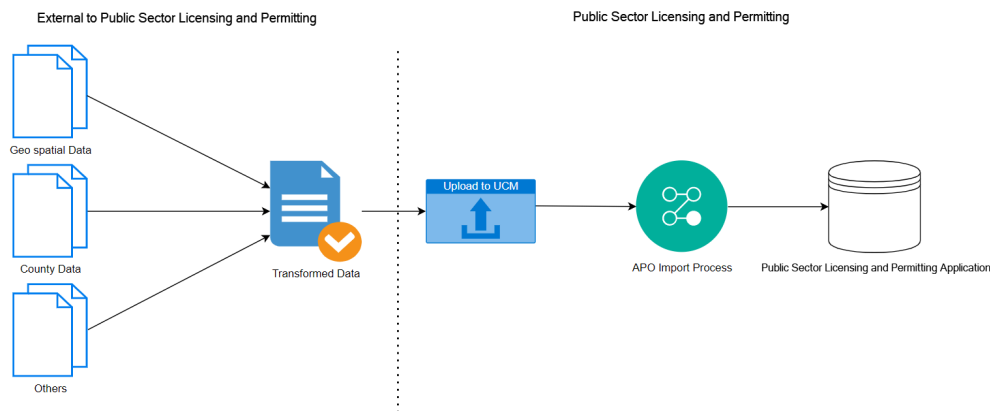 External to Public Sector Licensing and Permitting
Public Sector Licensing and Permitting
Geo spatial Data
County Data
Others
Transformed Data
Upload to UCM
APO Import Process
Public Sector Licensing and Permitting Application